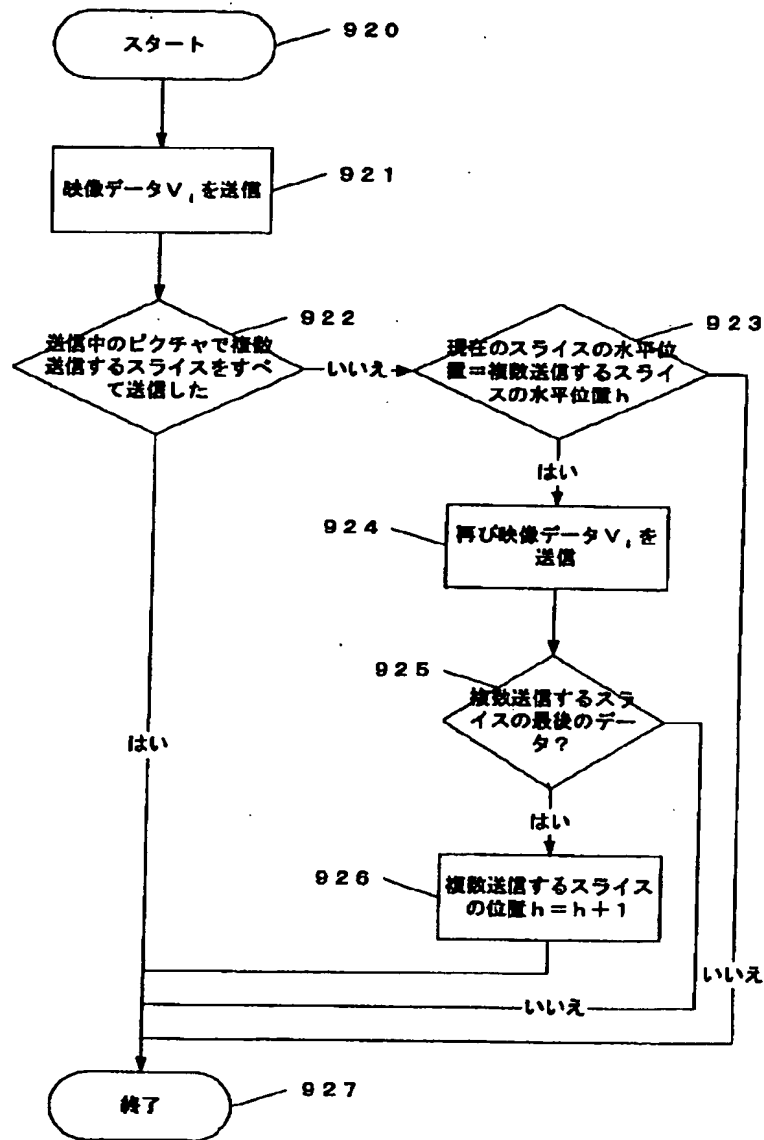 スタート
920
映像データV_iを送信
921
922
送信中のピクチャで複数
送信するスライスをすべ
て送信した
いいえ
923
現在のスライスの水平位
置＝複数送信するスライ
スの水平位置h
はい
924
再び映像データV_iを
送信
925
複数送信するスラ
イスの最後のデー
タ？
はい
はい
926
複数送信するスライス
の位置h＝h＋1
いいえ
いいえ
終了
927